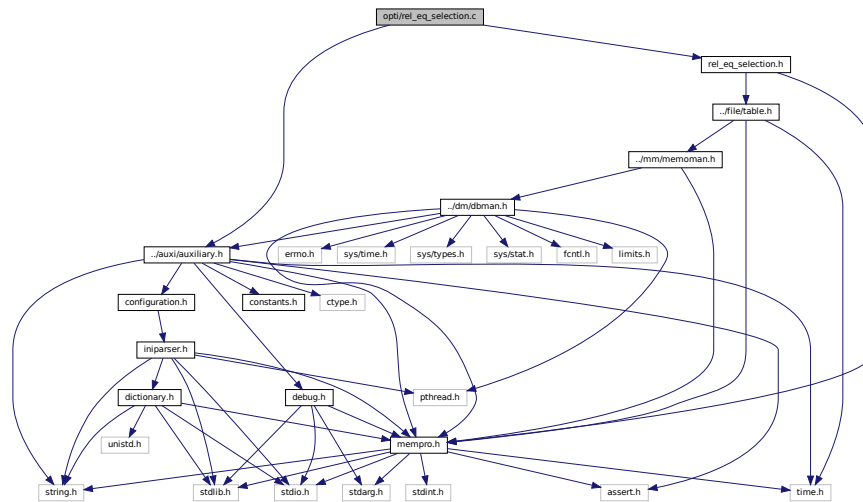 opti/rel_eq_selection.c
rel_eq_selection.h
../file/table.h
../mm/memoman.h
../dm/dbman.h
../auxi/auxiliary.h
errno.h
sys/time.h
sys/types.h
sys/stat.h
fcntl.h
limits.h
configuration.h
constants.h
ctype.h
iniparser.h
dictionary.h
debug.h
pthread.h
unistd.h
mempro.h
string.h
stdlib.h
stdio.h
stdarg.h
stdint.h
assert.h
time.h